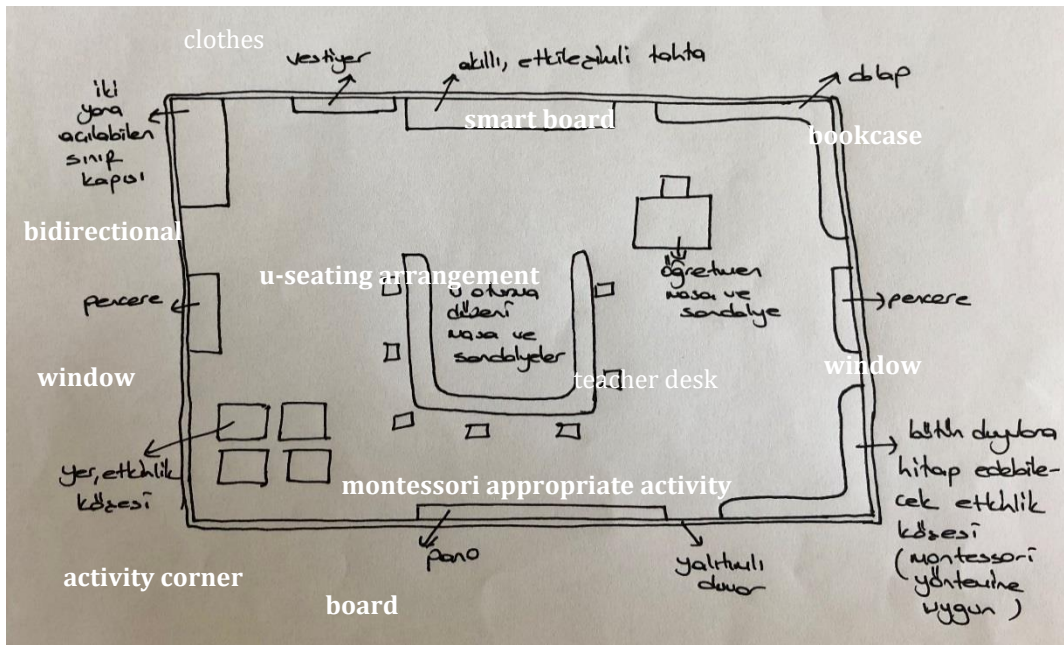 clothes
vestiyer
akıllı, etkileşimli tahta
dolap
iki
yöne
açılabilen
sınıf
kapısı
smart board
bookcase
bidirectional
u-seating arrangement
u oturma
düzeni
masa ve
sandalyeler
öğretmen
masa ve
sandalye
pencere
pencere
window
window
teacher desk
yer, etkinlik
köşesi
montessori appropriate activity
bütün duyulara
hitap edebile-
cek etkinlik
köşesi
(montessori
yöntemine
uygun)
pano
yalıtımlı
duvar
activity corner
board